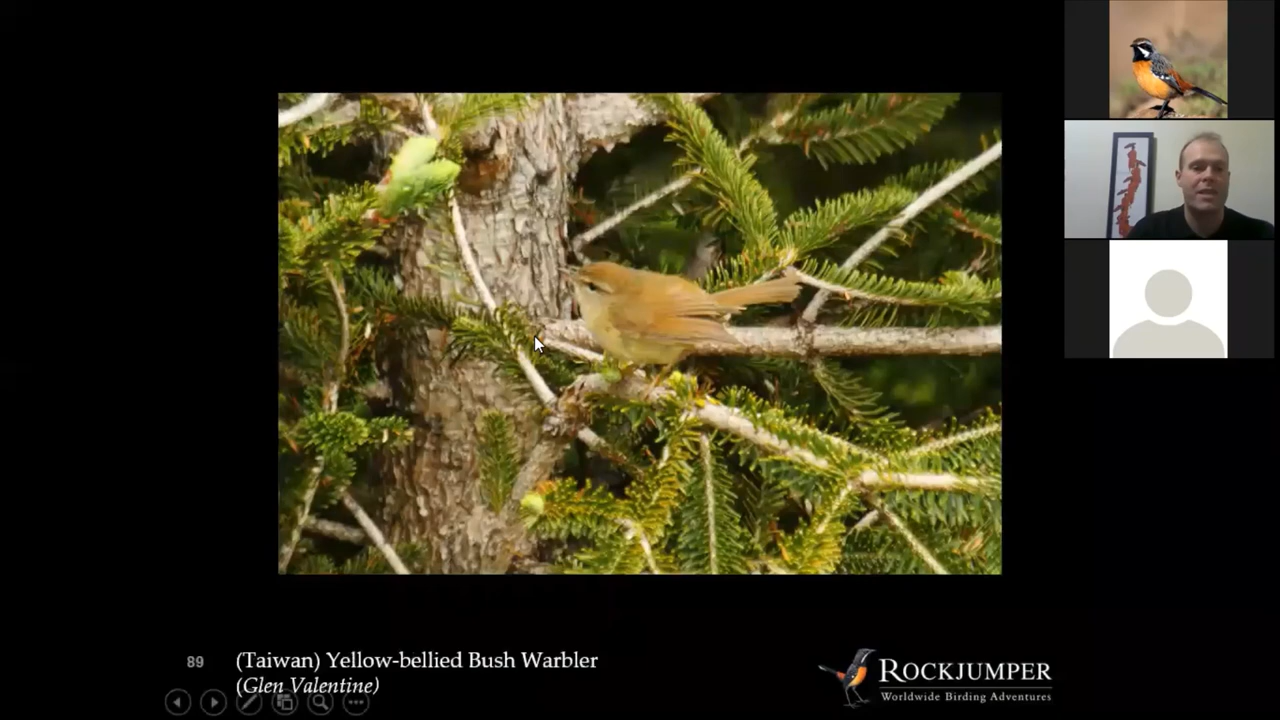 89
(Taiwan) Yellow-bellied Bush Warbler
(Glen Valentine)
ROCKJUMPER
Worldwide Birding Adventures